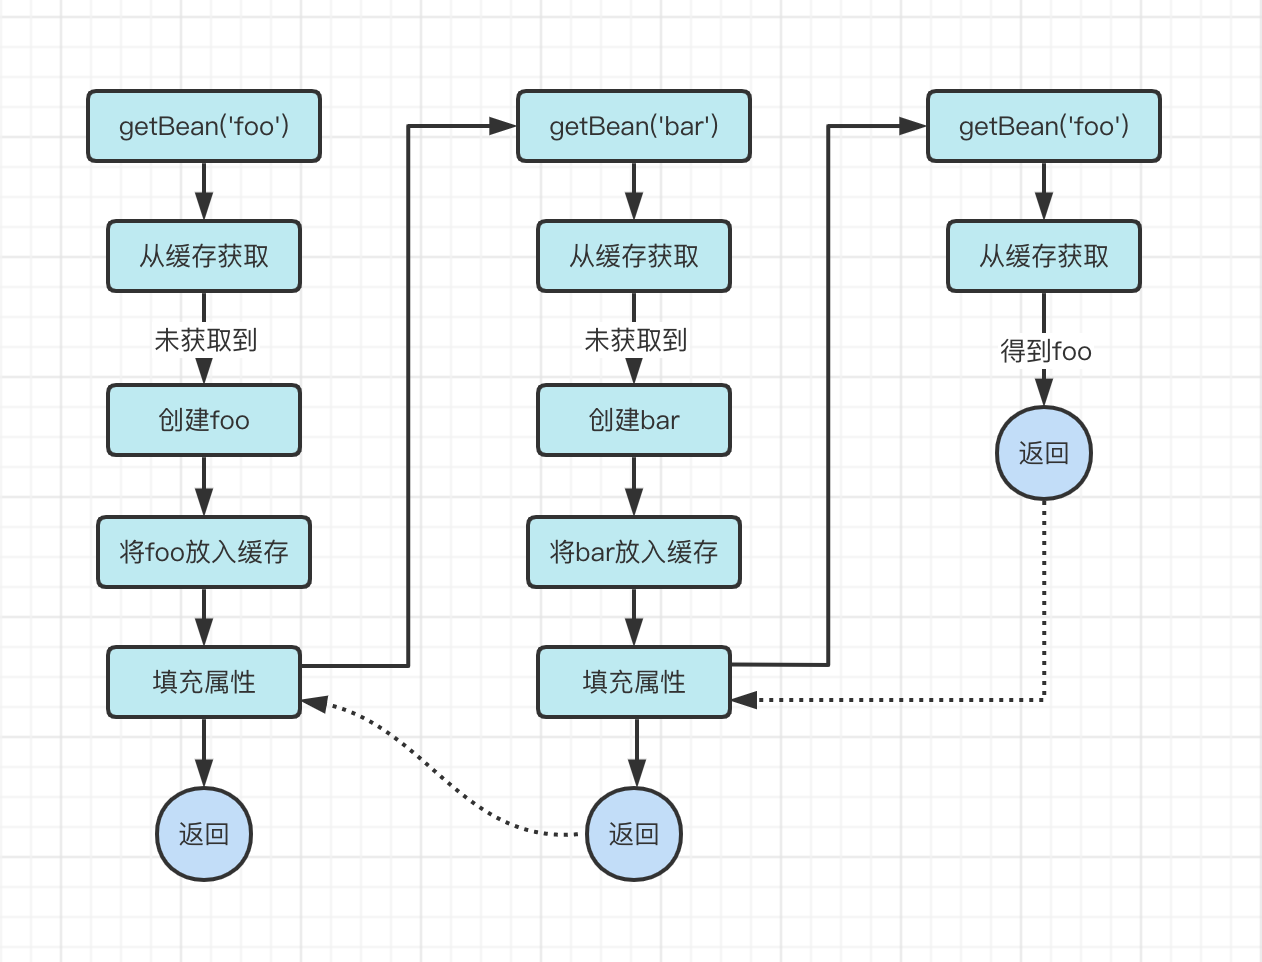 getBean('foo')
从缓存获取
未获取到
创建foo
将foo放入缓存
填充属性
返回
getBean('bar')
从缓存获取
未获取到
创建bar
将bar放入缓存
填充属性
返回
getBean('foo')
从缓存获取
得到foo
返回